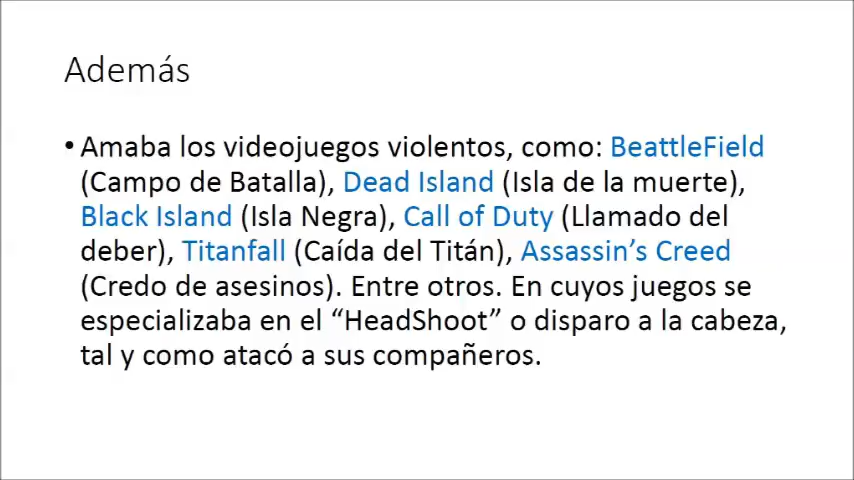 Además
• Amaba los videojuegos violentos, como: BeattleField
(Campo de Batalla), Dead Island (Isla de la muerte),
Black Island (Isla Negra), Call of Duty (Llamado del
deber), Titanfall (Caída del Titán), Assassin’s Creed
(Credo de asesinos). Entre otros. En cuyos juegos se
especializaba en el “HeadShoot” o disparo a la cabeza,
tal y como atacó a sus compañeros.